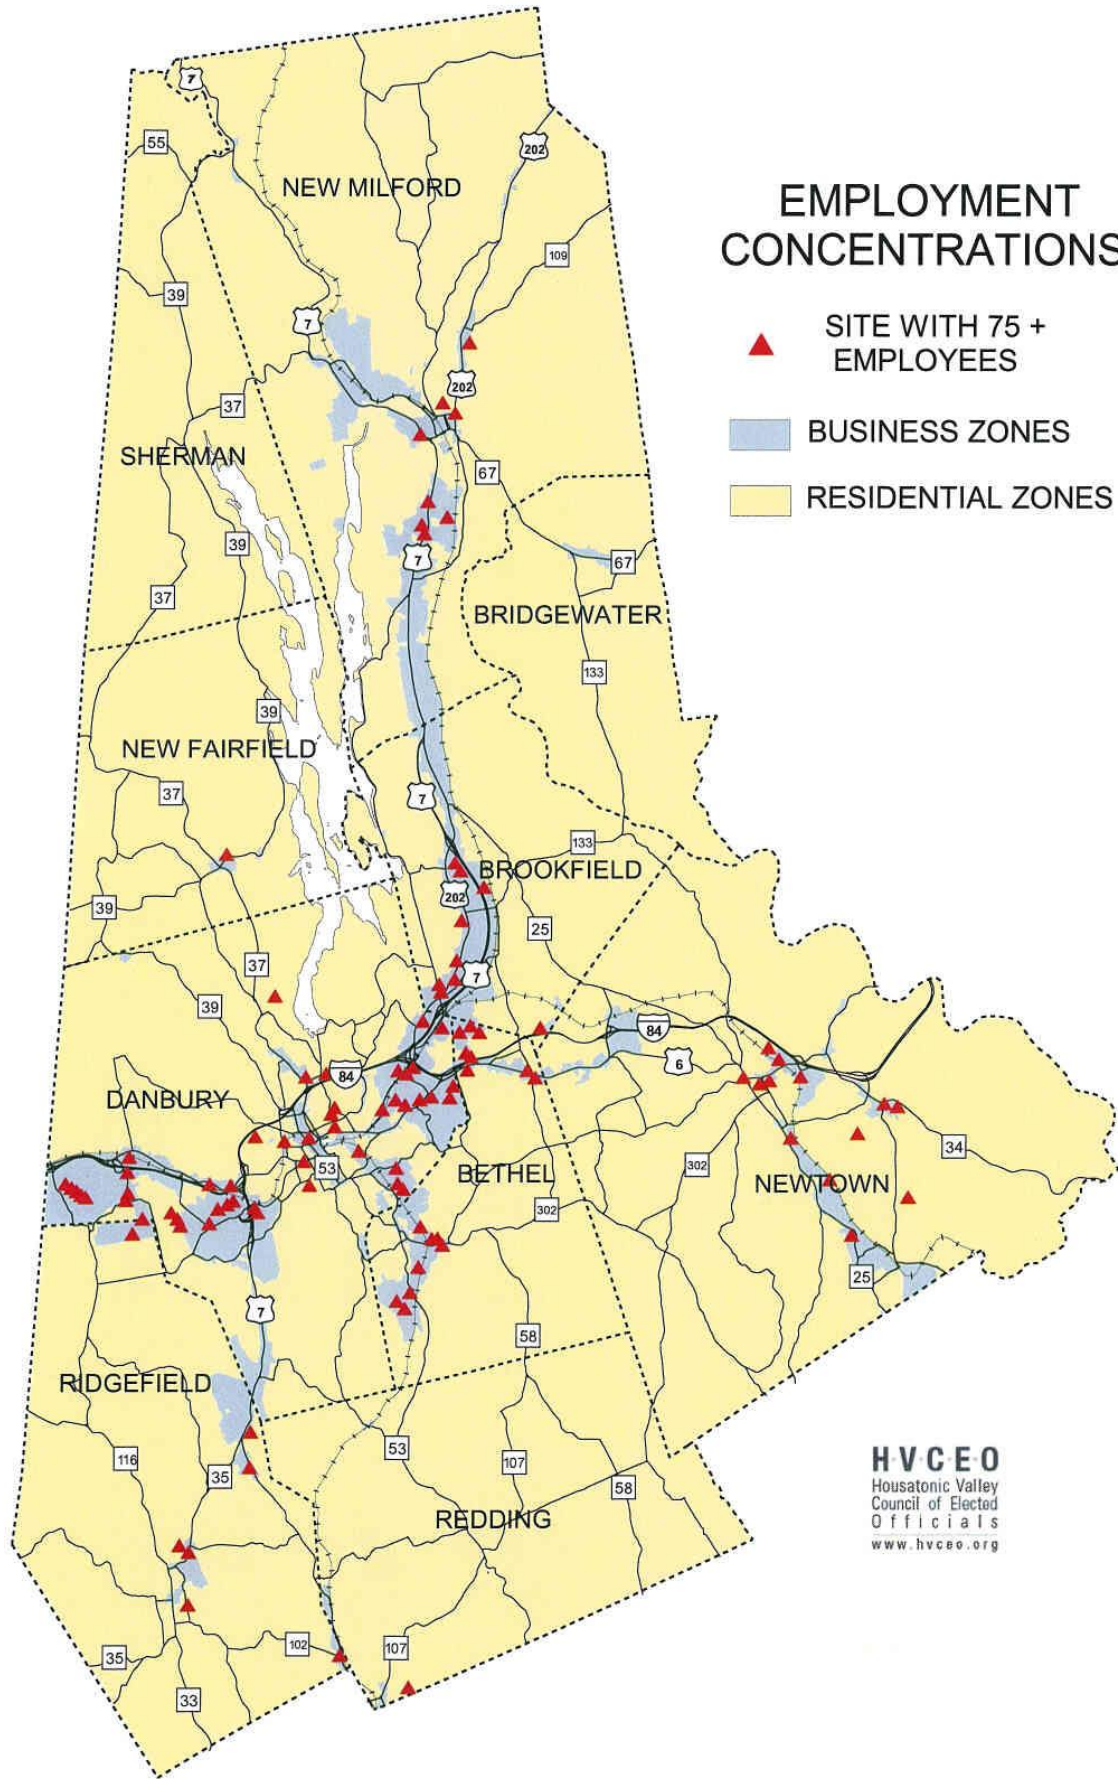 7
55
202
NEW MILFORD
EMPLOYMENT
CONCENTRATIONS
109
39
7
SITE WITH 75 +
EMPLOYEES
202
37
BUSINESS ZONES
SHERMAN
67
RESIDENTIAL ZONES
39
7
67
37
BRIDGEWATER
133
39
NEW FAIRFIELD
37
7
133
BROOKFIELD
202
39
25
37
7
39
84
6
84
DANBURY
34
53
302
BETHEL
NEWTOWN
302
25
7
58
RIDGEFIELD
53
116
107
35
58
H·V·C·E·O
Housatonic Valley
Council of Elected
Officials
www.hvceo.org
REDDING
102
107
35
33